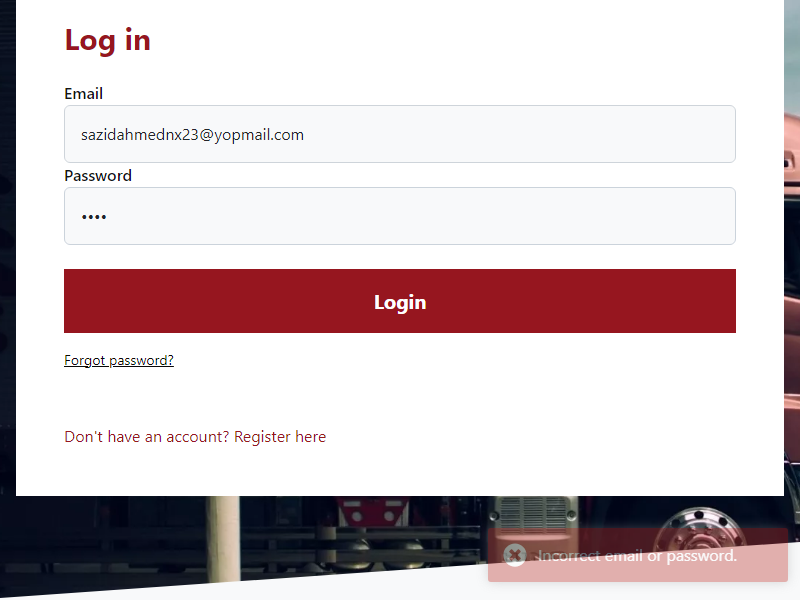 Log in
Email
sazidahmednx23@yopmail.com
Password
••••
Login
Forgot password?
Don't have an account? Register here
Incorrect email or password.